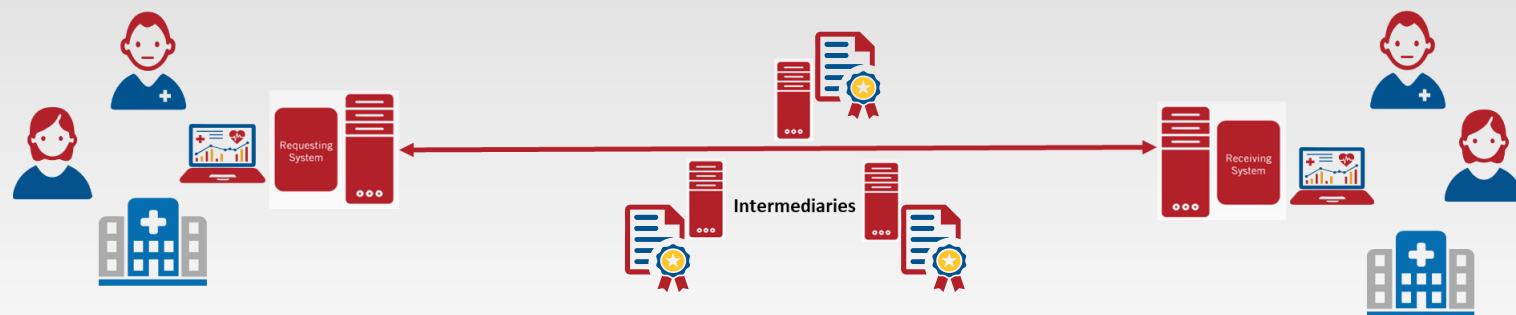 Requesting
System
Intermediaries
Receiving
System